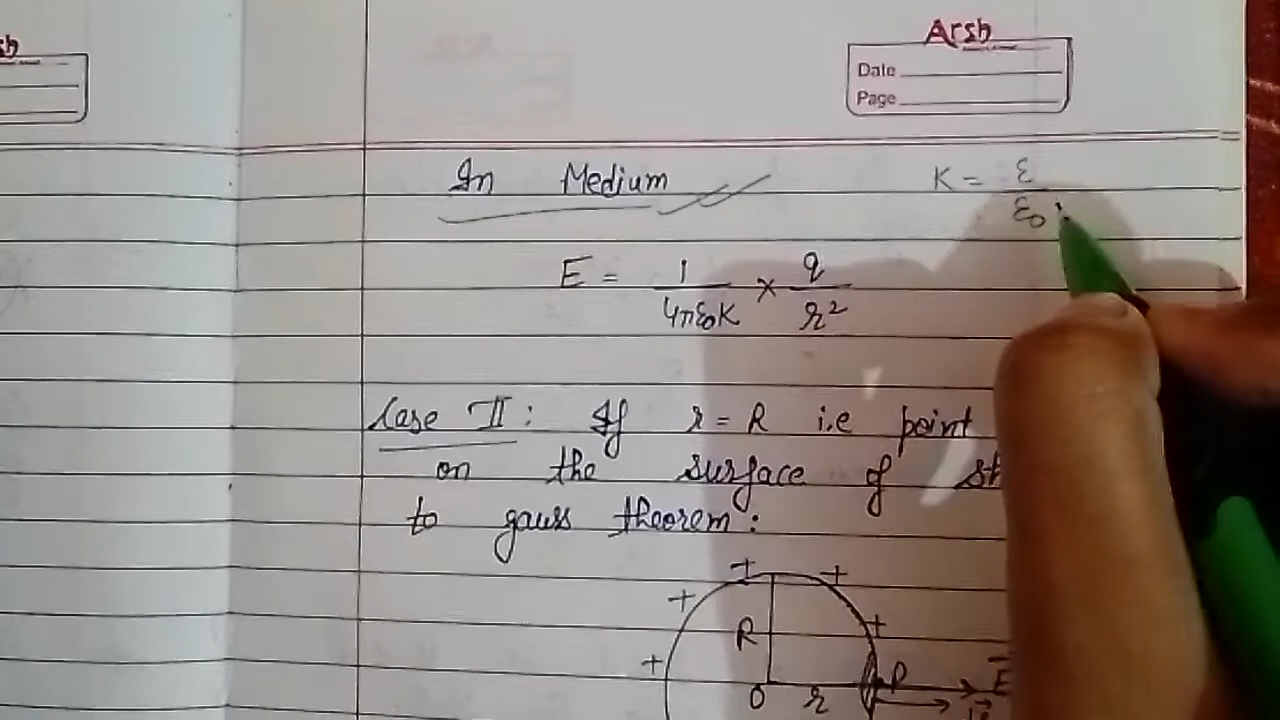 Arsh
Date
Page
In Medium
K = ε/ε₀
E = 1/4πε₀K × q/r²
Case II: If r = R i.e point
on the surface of
to gauss theorem:
+ +
+ +
R
+
O r P E